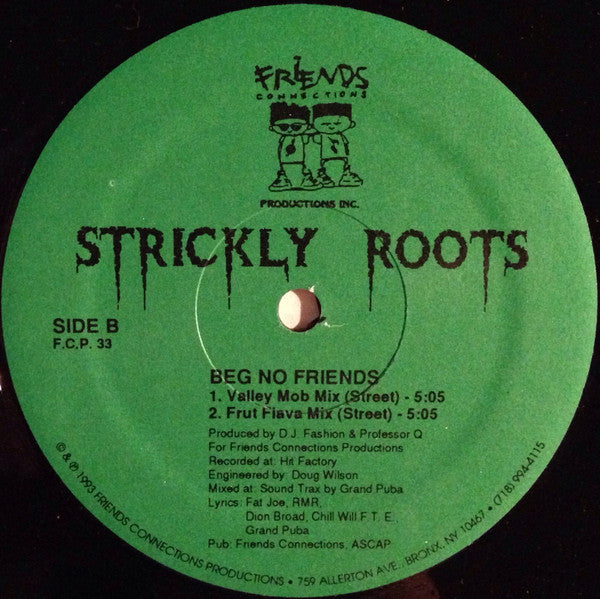 FRIENDS
CONNECTIONS
PRODUCTIONS INC.
STRICKLY ROOTS
SIDE B
F.C.P. 33
BEG NO FRIENDS
1. Valley Mob Mix (Street) - 5:05
2. Frut Flava Mix (Street) - 5:05
Produced by D.J. Fashion & Professor Q
For Friends Connections Productions
Recorded at: Hit Factory
Engineered by: Doug Wilson
Mixed at: Sound Trax by Grand Puba
Lyrics: Fat Joe, RMR,
Dion Broad, Chill Will F.T. E.,
Grand Puba
Pub: Friends Connections, ASCAP
© & ℗ 1993 FRIENDS CONNECTIONS PRODUCTIONS • 759 ALLERTON AVE., BRONX, NY 10467 • (718) 994-4115